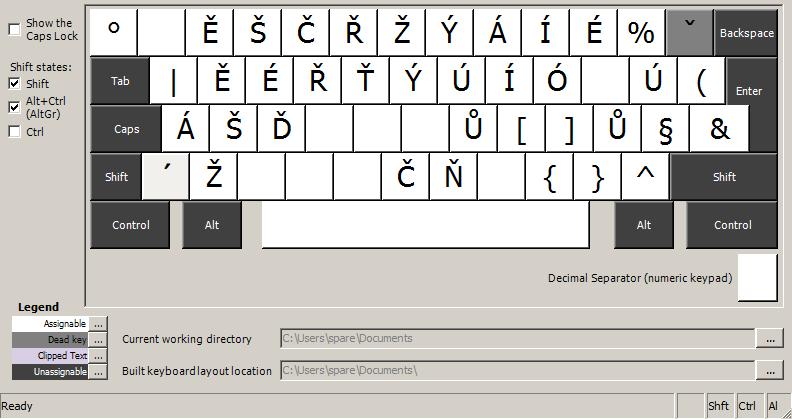 Show the
Caps Lock
Shift states:
Shift
Alt+Ctrl
(AltGr)
Ctrl
° Ě Š Č Ř Ž Ý Á Í É % ˇ Backspace
Tab | Ě É Ř Ť Ý Ú Í Ó Ú ( Enter
Caps Á Š Ď Ů [ ] Ů § &
Shift ´ Ž Č Ň { } ^ Shift
Control Alt Alt Control
Decimal Separator (numeric keypad)
Legend
Assignable ...
Dead key ...
Clipped Text ...
Unassignable ...
Current working directory C:\Users\spare\Documents ...
Built keyboard layout location C:\Users\spare\Documents\ ...
Ready Shft Ctrl Al